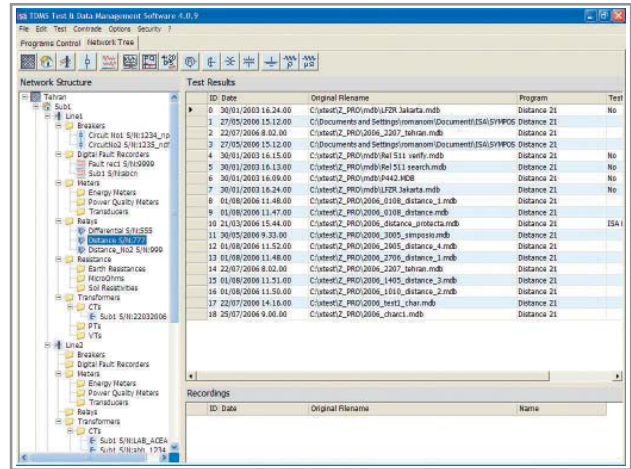 TDMS Test & Data Management Software 4.0.9
File Edit Test Comtrade Options Security ?
Programs Control Network Tree
Network Structure
Tehran
Sub1
Line1
Breakers
Circuit No1 S/N:1234_np
CircuitNo2 S/N:1235_ndf
Digital Fault Recorders
Fault rec1 S/N:9999
Sub1 S/N:abcn
Meters
Energy Meters
Power Quality Meters
Transducers
Relays
Differential S/N:555
Distance S/N:777
Distance_No2 S/N:999
Resistance
Earth Resistances
MicroOhms
Soil Resistivities
Transformers
CTs
Sub1 S/N:22032006
PTs
VTs
Line2
Breakers
Digital Fault Recorders
Meters
Energy Meters
Power Quality Meters
Transducers
Relays
Transformers
CTs
Sub1 S/N:LAB_ACEA
Sub1 S/N:abb_1234
Test Results
ID Date Original Filename Program Test
0 30/01/2003 16.24.00 C:\xtest\Z_PRO\mdb\LFZR Jakarta.mdb Distance 21 No
1 27/05/2006 15.12.00 C:\Documents and Settings\romanom\Documenti\ISA\SYMPOS Distance 21
2 22/07/2006 8.02.00 C:\xtest\Z_PRO\2006_2207_tehran.mdb Distance 21
3 27/05/2006 15.12.00 C:\Documents and Settings\romanom\Documenti\ISA\SYMPOS Distance 21
4 30/01/2003 16.15.00 C:\xtest\Z_PRO\mdb\Rel 511 verify.mdb Distance 21 No
5 30/01/2003 16.13.00 C:\xtest\Z_PRO\mdb\Rel 511 search.mdb Distance 21 No
6 30/01/2003 16.09.00 C:\xtest\Z_PRO\mdb\P442.MDB Distance 21 No
7 30/01/2003 16.24.00 C:\xtest\Z_PRO\mdb\LFZR Jakarta.mdb Distance 21 No
8 01/08/2006 11.48.00 C:\xtest\Z_PRO\2006_0108_distance_1.mdb Distance 21
9 01/08/2006 11.47.00 C:\xtest\Z_PRO\2006_0108_distance.mdb Distance 21
10 21/03/2006 15.44.00 C:\xtest\Z_PRO\2006_distance_protecta.mdb Distance 21 ISA
11 30/05/2006 9.33.00 C:\xtest\Z_PRO\2006_3005_simposio.mdb Distance 21
12 01/08/2006 11.52.00 C:\xtest\Z_PRO\2006_2905_distance_4.mdb Distance 21
13 01/08/2006 11.48.00 C:\xtest\Z_PRO\2006_2706_distance_1.mdb Distance 21
14 22/07/2006 8.02.00 C:\xtest\Z_PRO\2006_2207_tehran.mdb Distance 21
15 01/08/2006 11.51.00 C:\xtest\Z_PRO\2006_1405_distance_3.mdb Distance 21
16 01/08/2006 11.50.00 C:\xtest\Z_PRO\2006_1010_distance_2.mdb Distance 21
17 22/07/2006 14.16.00 C:\xtest\Z_PRO\2006_test1_char.mdb Distance 21
18 25/07/2006 9.00.00 C:\xtest\Z_PRO\2006_charc1.mdb Distance 21
Recordings
ID Date Original Filename Name